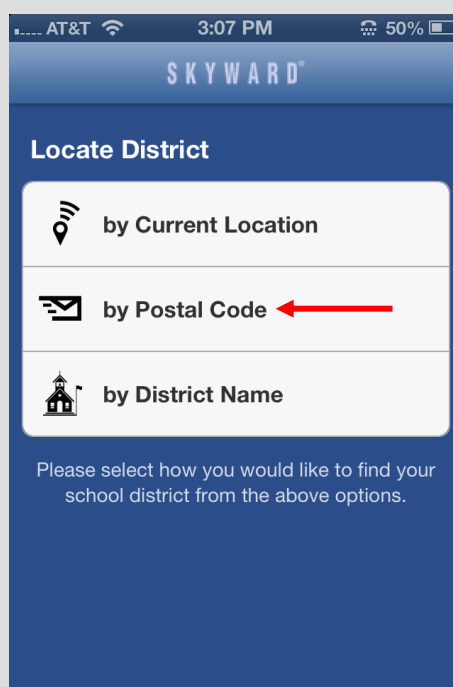 AT&T 3:07 PM 50%
SKYWARD®
Locate District
by Current Location
by Postal Code
by District Name
Please select how you would like to find your
school district from the above options.